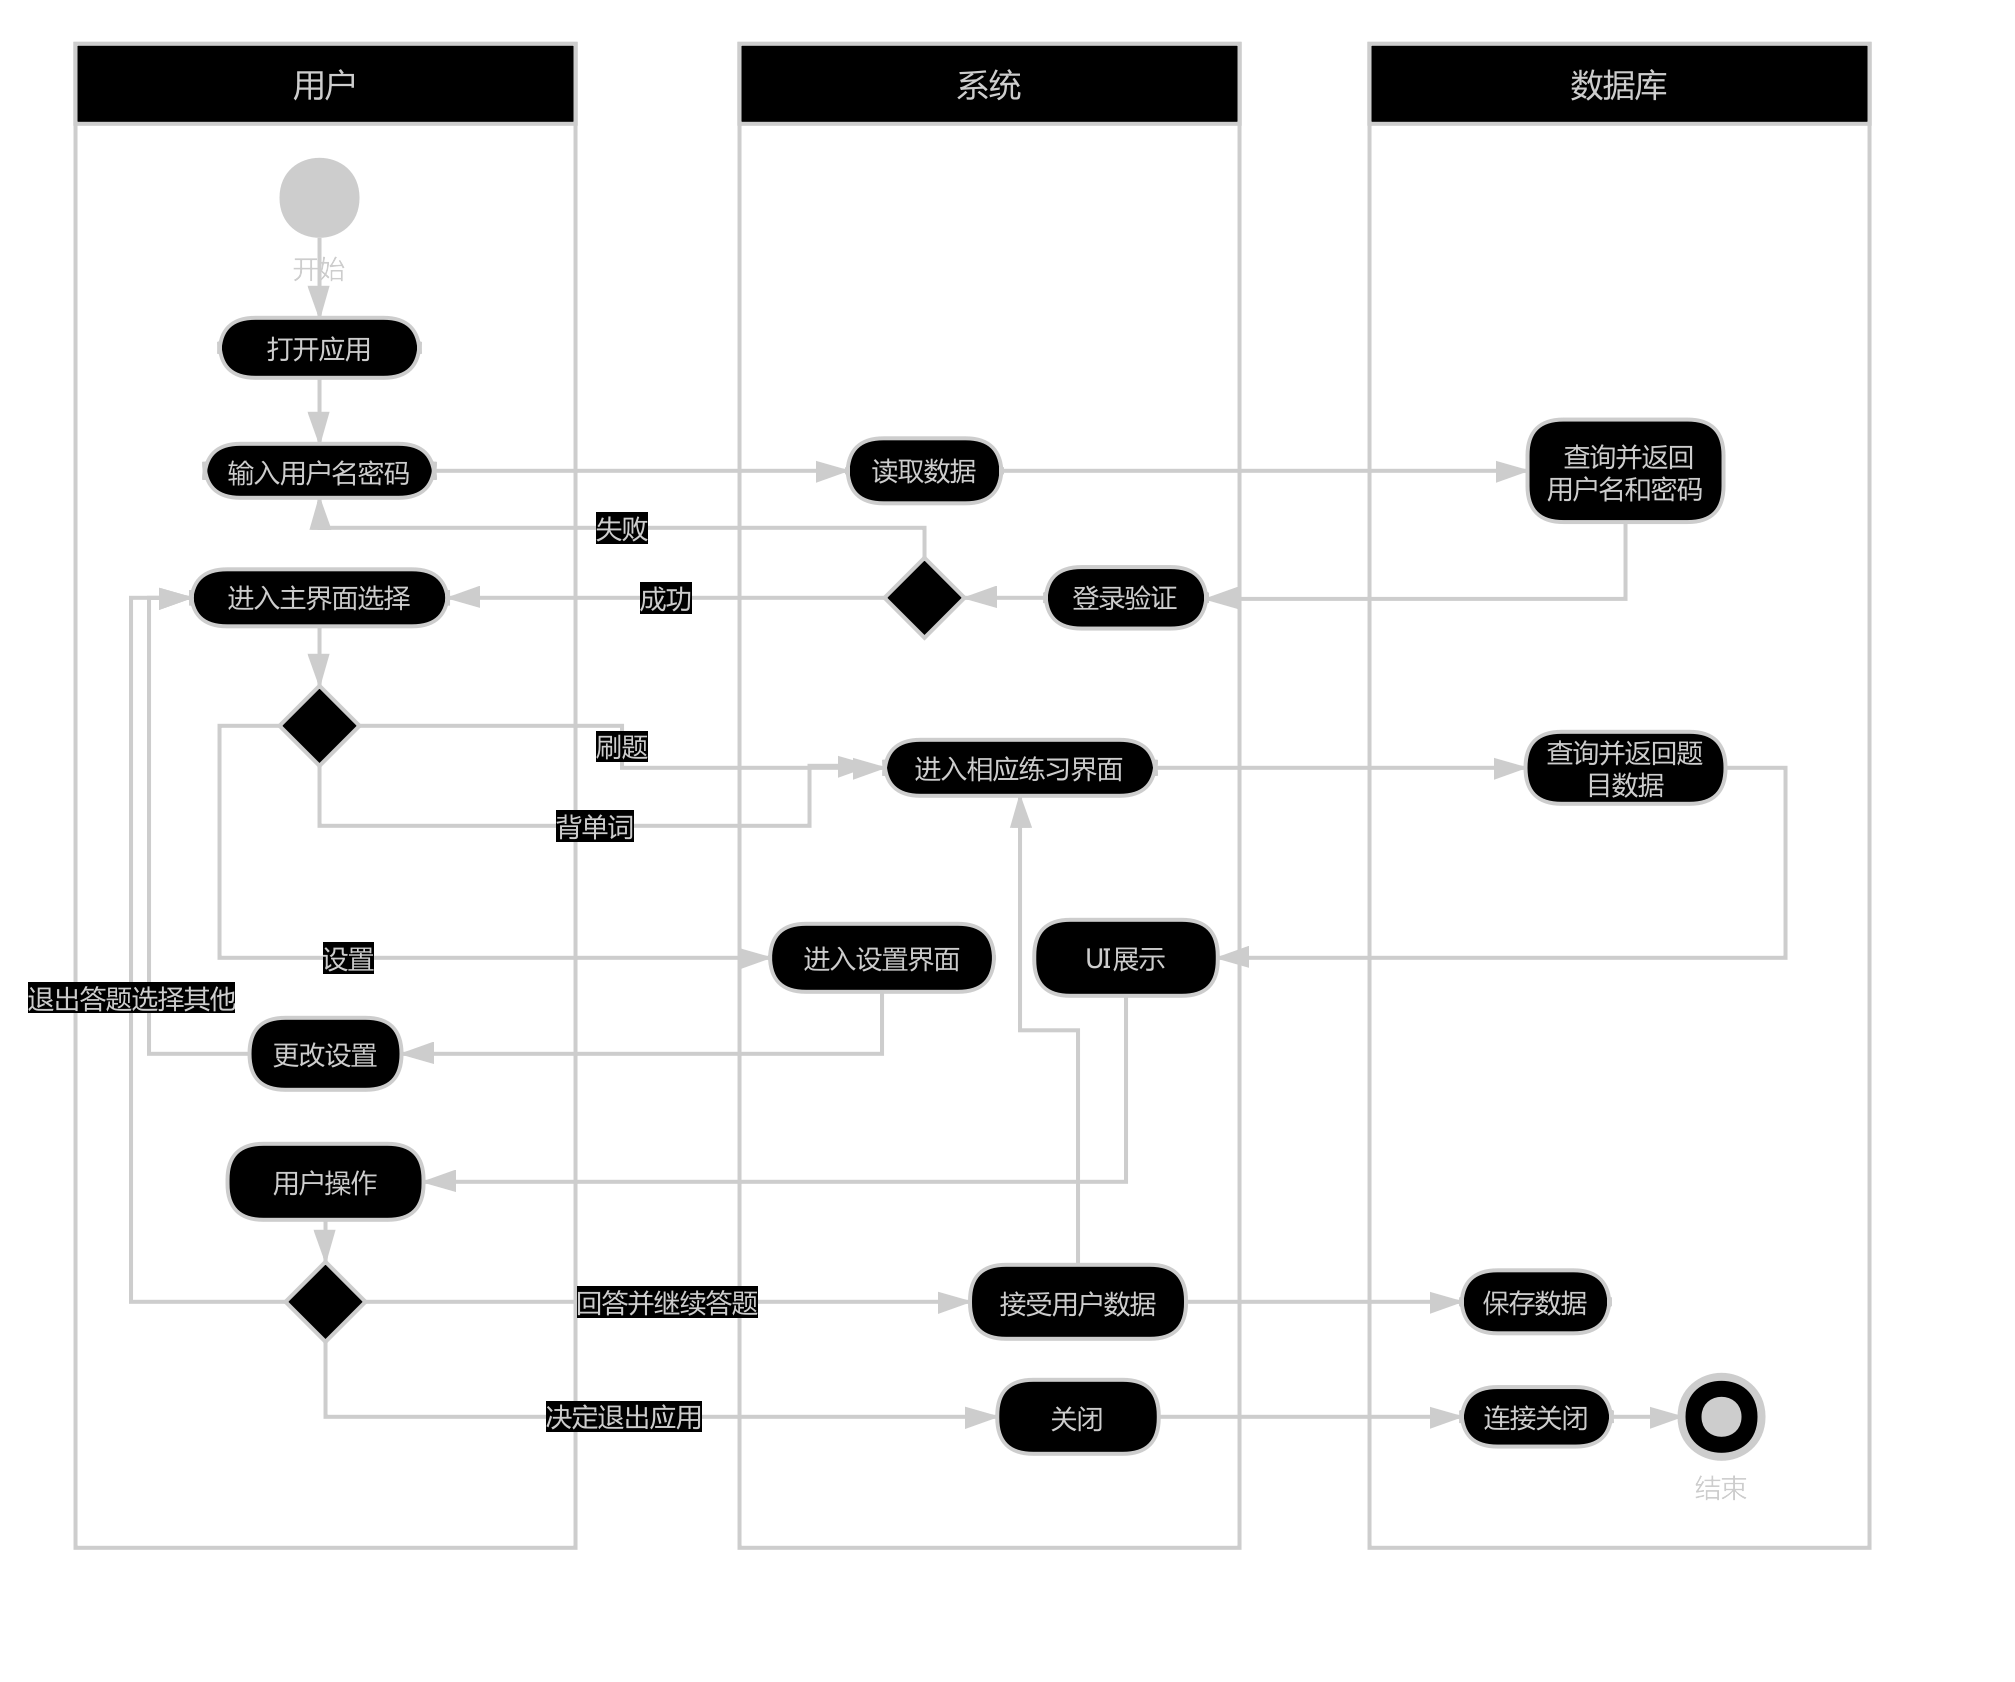 用户
系统
数据库
开始
打开应用
输入用户名密码
读取数据
查询并返回
用户名和密码
失败
进入主界面选择
成功
登录验证
刷题
进入相应练习界面
查询并返回题
目数据
背单词
设置
进入设置界面
UI展示
退出答题选择其他
更改设置
用户操作
回答并继续答题
接受用户数据
保存数据
决定退出应用
关闭
连接关闭
结束